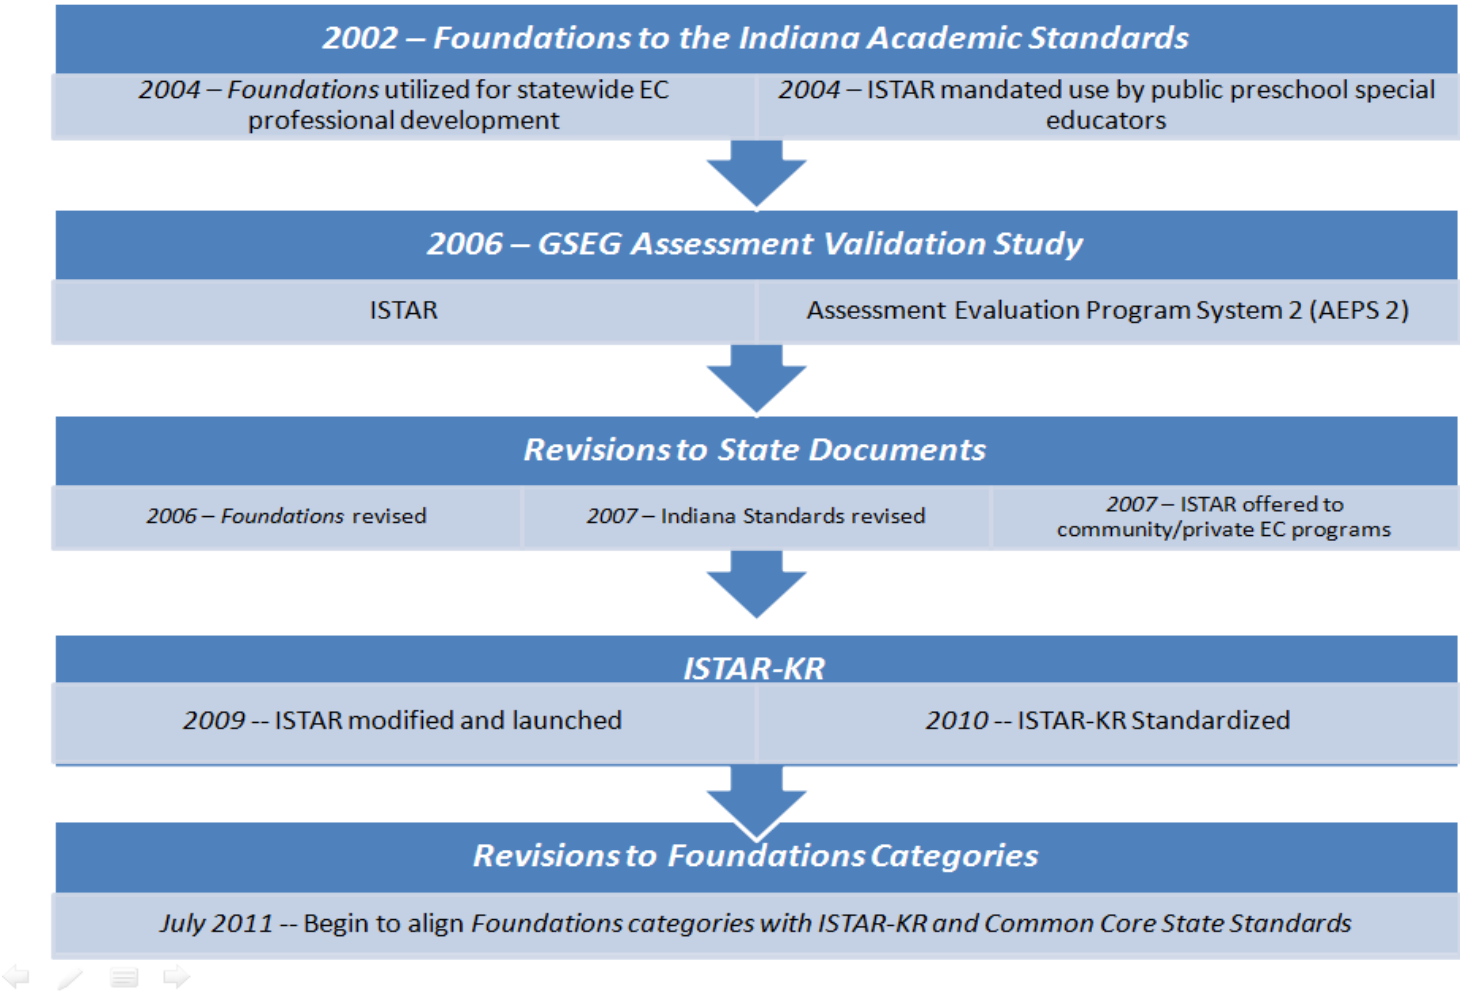 2002 – Foundations to the Indiana Academic Standards
2004 – Foundations utilized for statewide EC
professional development
2004 – ISTAR mandated use by public preschool special
educators
2006 – GSEG Assessment Validation Study
ISTAR
Assessment Evaluation Program System 2 (AEPS 2)
Revisions to State Documents
2006 – Foundations revised
2007 – Indiana Standards revised
2007 – ISTAR offered to
community/private EC programs
ISTAR-KR
2009 -- ISTAR modified and launched
2010 -- ISTAR-KR Standardized
Revisions to Foundations Categories
July 2011 -- Begin to align Foundations categories with ISTAR-KR and Common Core State Standards